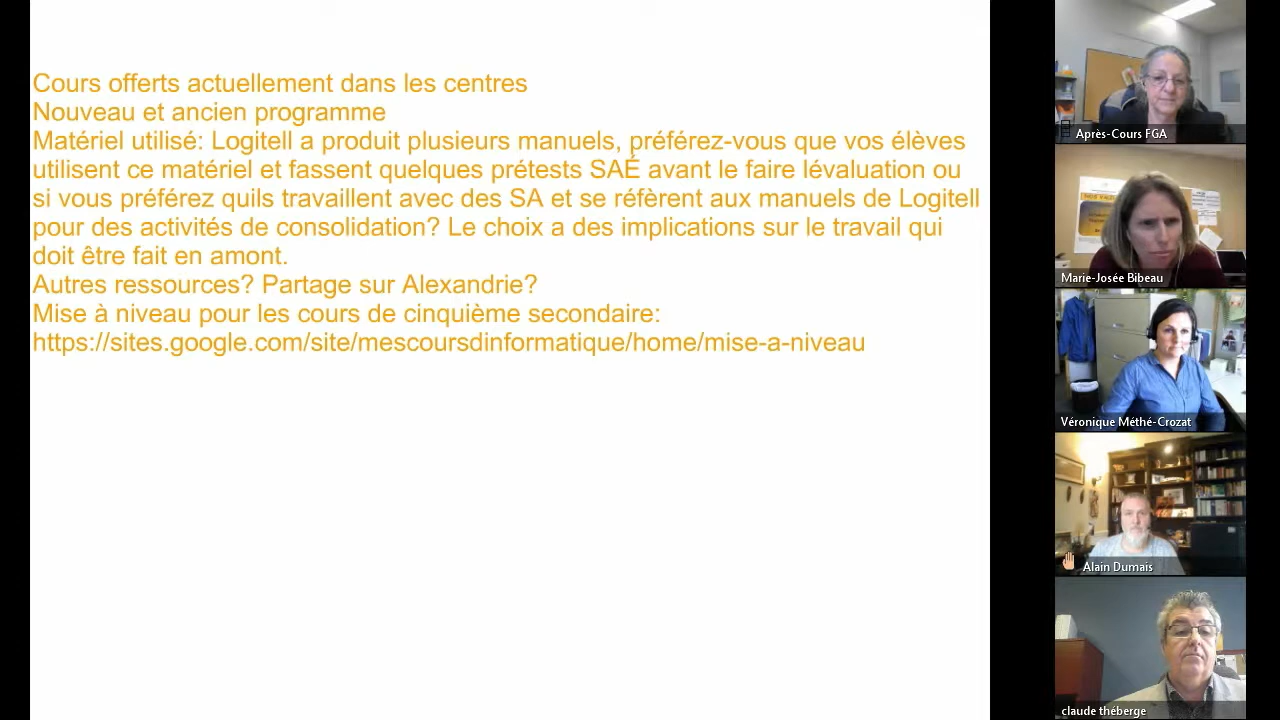 Cours offerts actuellement dans les centres
Nouveau et ancien programme
Matériel utilisé: Logitell a produit plusieurs manuels, préférez-vous que vos élèves
utilisent ce matériel et fassent quelques prétests SAÉ avant le faire lévaluation ou
si vous préférez quils travaillent avec des SA et se réfèrent aux manuels de Logitell
pour des activités de consolidation? Le choix a des implications sur le travail qui
doit être fait en amont.
Autres ressources? Partage sur Alexandrie?
Mise à niveau pour les cours de cinquième secondaire:
https://sites.google.com/site/mescoursdinformatique/home/mise-a-niveau
Après-Cours FGA
Marie-Josée Bibeau
Véronique Méthé-Crozat
Alain Dumais
claude théberge